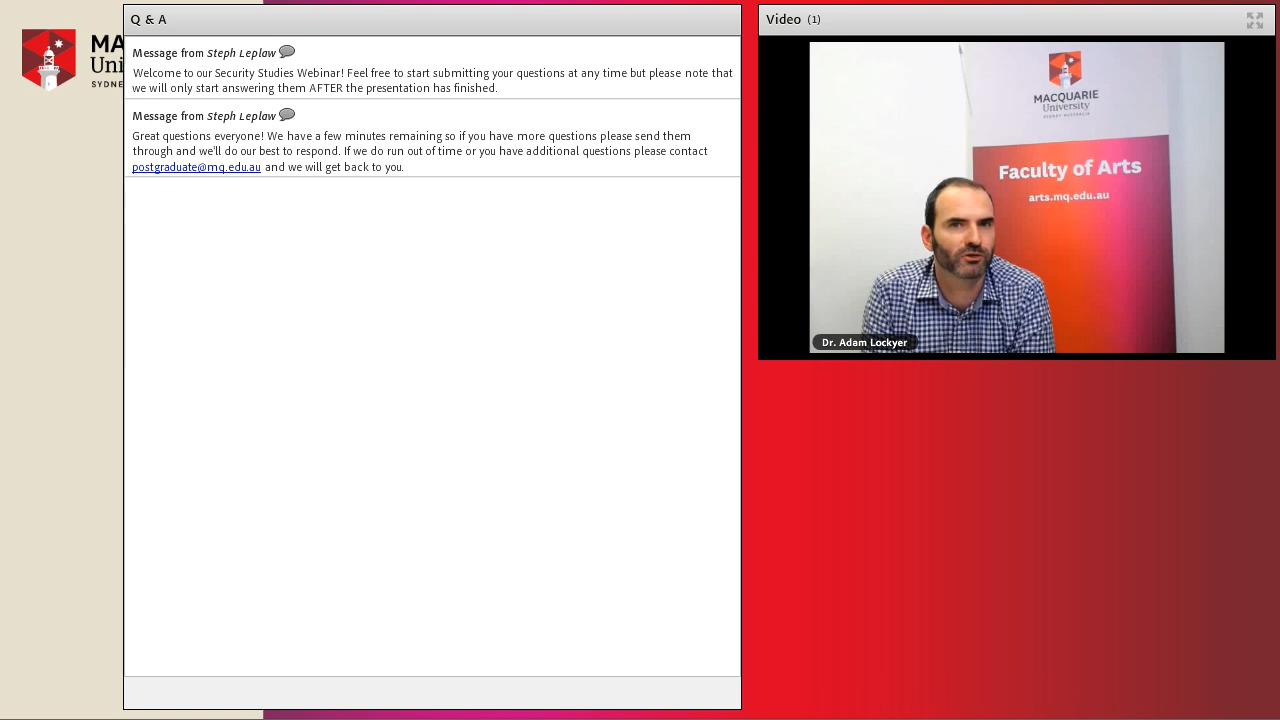 MA
Uni
SYDNE
Q & A
Message from Steph Leplaw
Welcome to our Security Studies Webinar! Feel free to start submitting your questions at any time but please note that
we will only start answering them AFTER the presentation has finished.
Message from Steph Leplaw
Great questions everyone! We have a few minutes remaining so if you have more questions please send them
through and we'll do our best to respond. If we do run out of time or you have additional questions please contact
postgraduate@mq.edu.au and we will get back to you.
Video (1)
MACQUARIE
University
SYDNEY·AUSTRALIA
Faculty of Arts
arts.mq.edu.au
Dr. Adam Lockyer